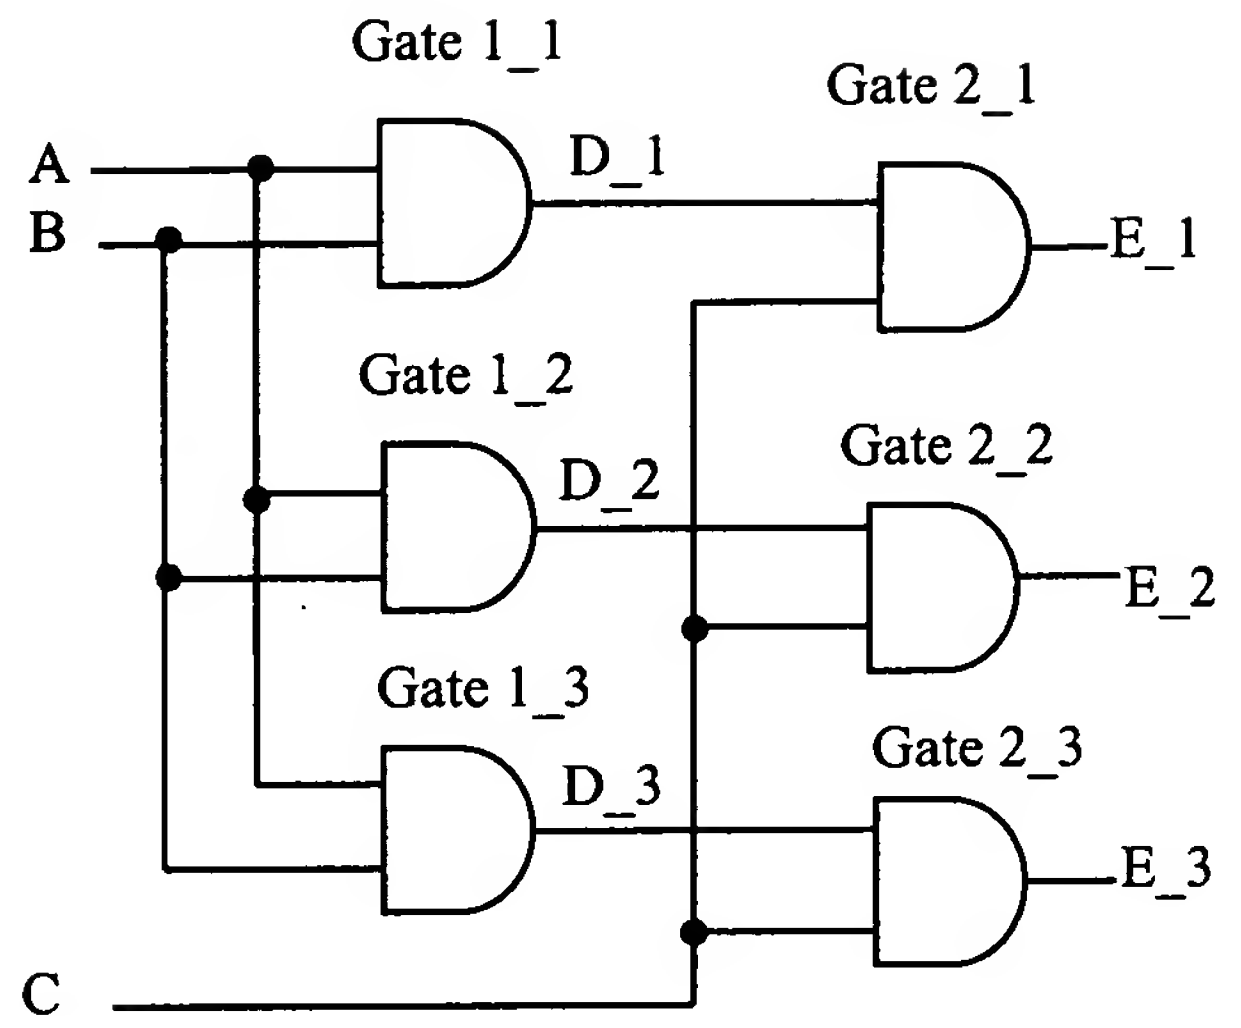 Gate 1_1
Gate 2_1
A
D_1
B
E_1
Gate 1_2
Gate 2_2
D_2
E_2
Gate 1_3
Gate 2_3
D_3
E_3
C